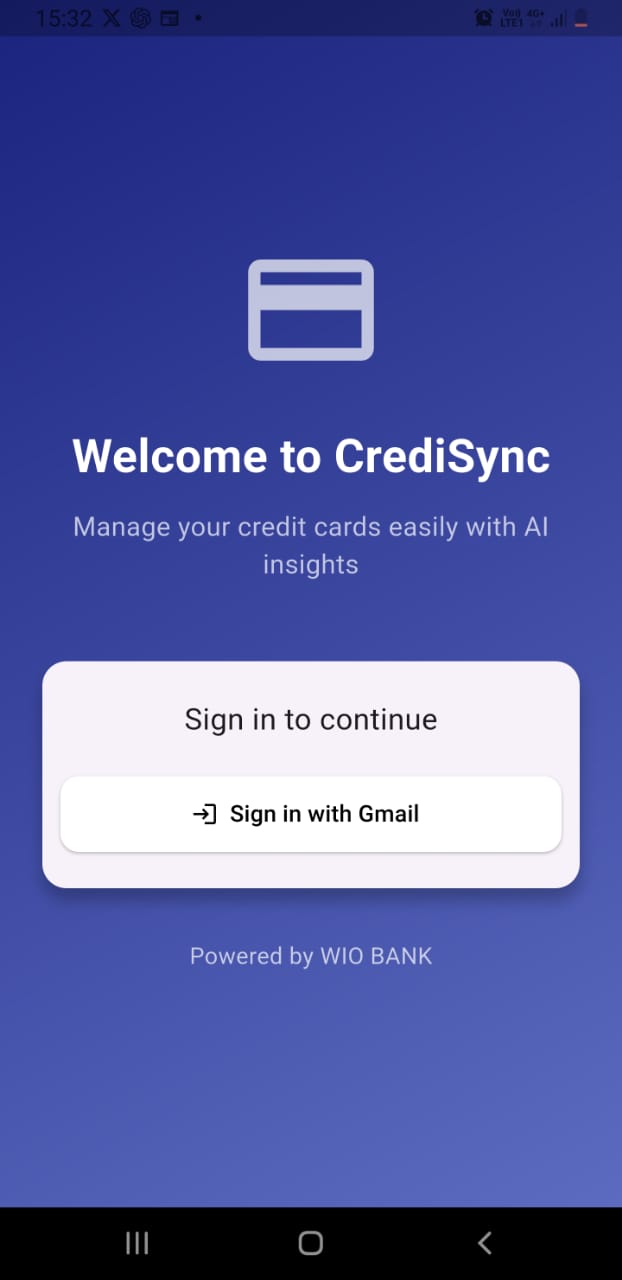 15:32
Vo)) 4G+
LTE1
Welcome to CrediSync
Manage your credit cards easily with AI
insights
Sign in to continue
Sign in with Gmail
Powered by WIO BANK